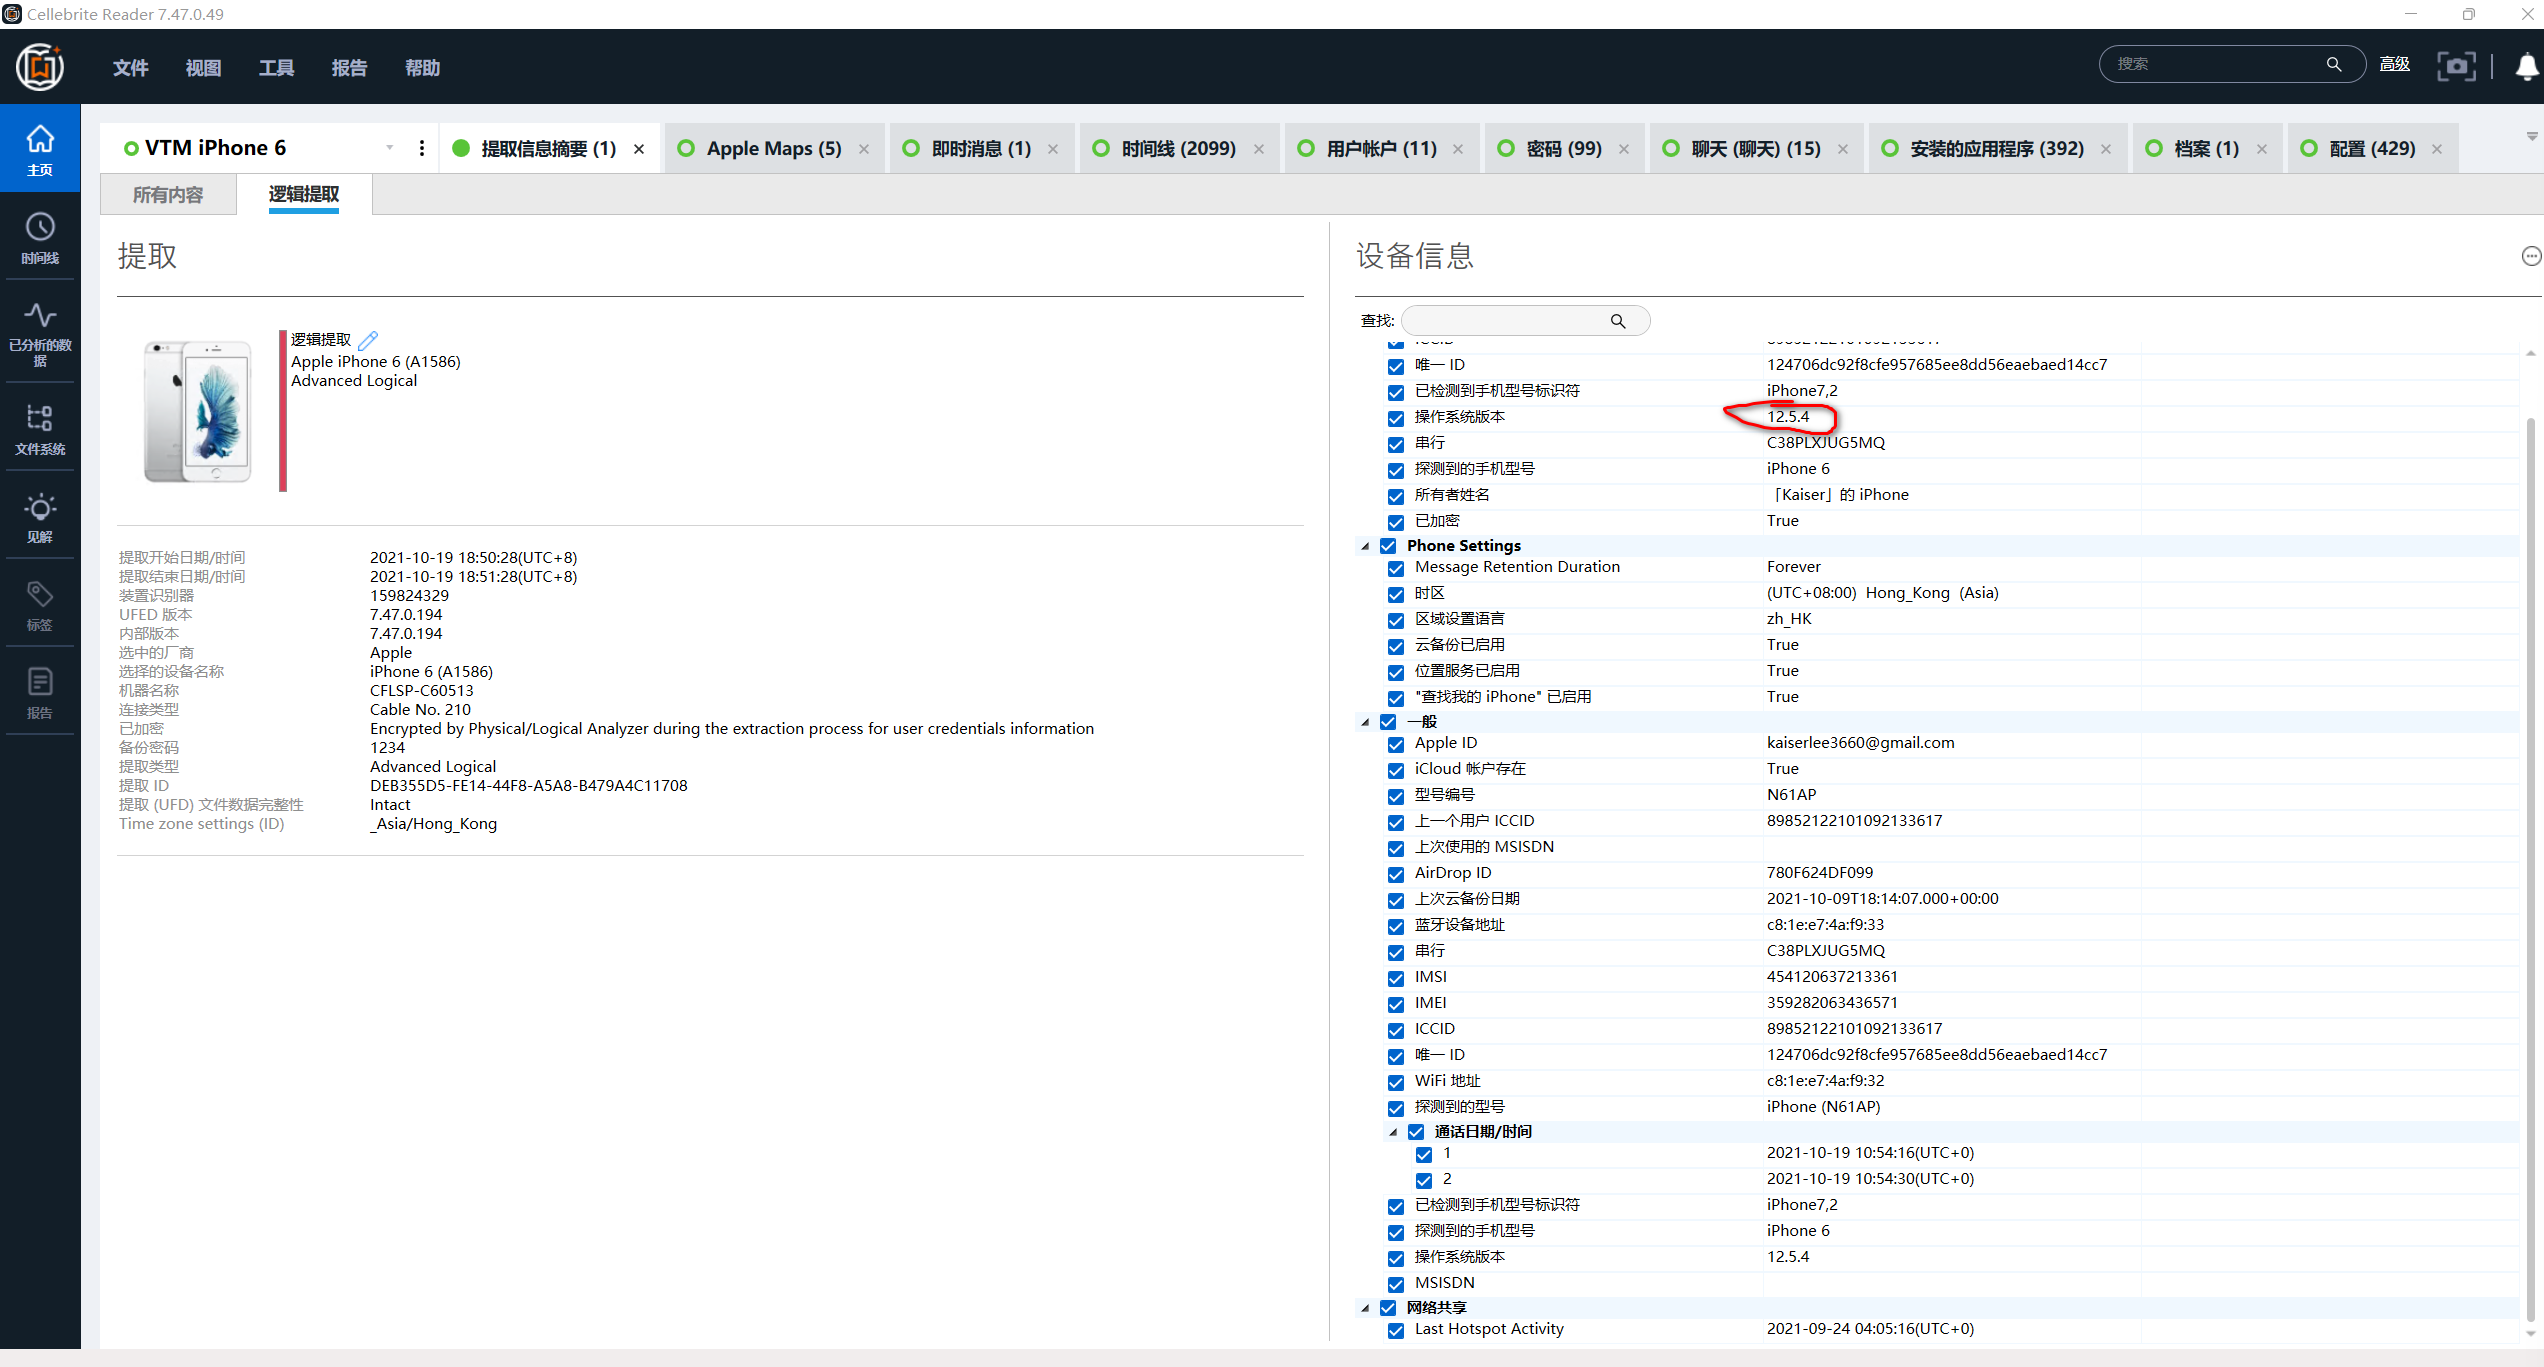 Cellebrite Reader 7.47.0.49
文件 视图 工具 报告 帮助
搜索
高级
主页
时间线
已分析的数据
文件系统
见解
标签
报告
VTM iPhone 6
提取信息摘要 (1)
Apple Maps (5)
即时消息 (1)
时间线 (2099)
用户帐户 (11)
密码 (99)
聊天 (聊天) (15)
安装的应用程序 (392)
档案 (1)
配置 (429)
所有内容
逻辑提取
提取
逻辑提取
Apple iPhone 6 (A1586)
Advanced Logical
提取开始日期/时间 2021-10-19 18:50:28(UTC+8)
提取结束日期/时间 2021-10-19 18:51:28(UTC+8)
装置识别器 159824329
UFED 版本 7.47.0.194
内部版本 7.47.0.194
选中的厂商 Apple
选择的设备名称 iPhone 6 (A1586)
机器名称 CFLSP-C60513
连接类型 Cable No. 210
已加密 Encrypted by Physical/Logical Analyzer during the extraction process for user credentials information
备份密码 1234
提取类型 Advanced Logical
提取 ID DEB355D5-FE14-44F8-A5A8-B479A4C11708
提取 (UFD) 文件数据完整性 Intact
Time zone settings (ID) _Asia/Hong_Kong
设备信息
查找:
唯一 ID 124706dc92f8cfe957685ee8dd56eaebaed14cc7
已检测到手机型号标识符 iPhone7,2
操作系统版本 12.5.4
串行 C38PLXJUG5MQ
探测到的手机型号 iPhone 6
所有者姓名 「Kaiser」的 iPhone
已加密 True
Phone Settings
Message Retention Duration Forever
时区 (UTC+08:00) Hong_Kong (Asia)
区域设置语言 zh_HK
云备份已启用 True
位置服务已启用 True
"查找我的 iPhone" 已启用 True
一般
Apple ID kaiserlee3660@gmail.com
iCloud 帐户存在 True
型号编号 N61AP
上一个用户 ICCID 89852122101092133617
上次使用的 MSISDN
AirDrop ID 780F624DF099
上次云备份日期 2021-10-09T18:14:07.000+00:00
蓝牙设备地址 c8:1e:e7:4a:f9:33
串行 C38PLXJUG5MQ
IMSI 454120637213361
IMEI 359282063436571
ICCID 89852122101092133617
唯一 ID 124706dc92f8cfe957685ee8dd56eaebaed14cc7
WiFi 地址 c8:1e:e7:4a:f9:32
探测到的型号 iPhone (N61AP)
通话日期/时间
1 2021-10-19 10:54:16(UTC+0)
2 2021-10-19 10:54:30(UTC+0)
已检测到手机型号标识符 iPhone7,2
探测到的手机型号 iPhone 6
操作系统版本 12.5.4
MSISDN
网络共享
Last Hotspot Activity 2021-09-24 04:05:16(UTC+0)